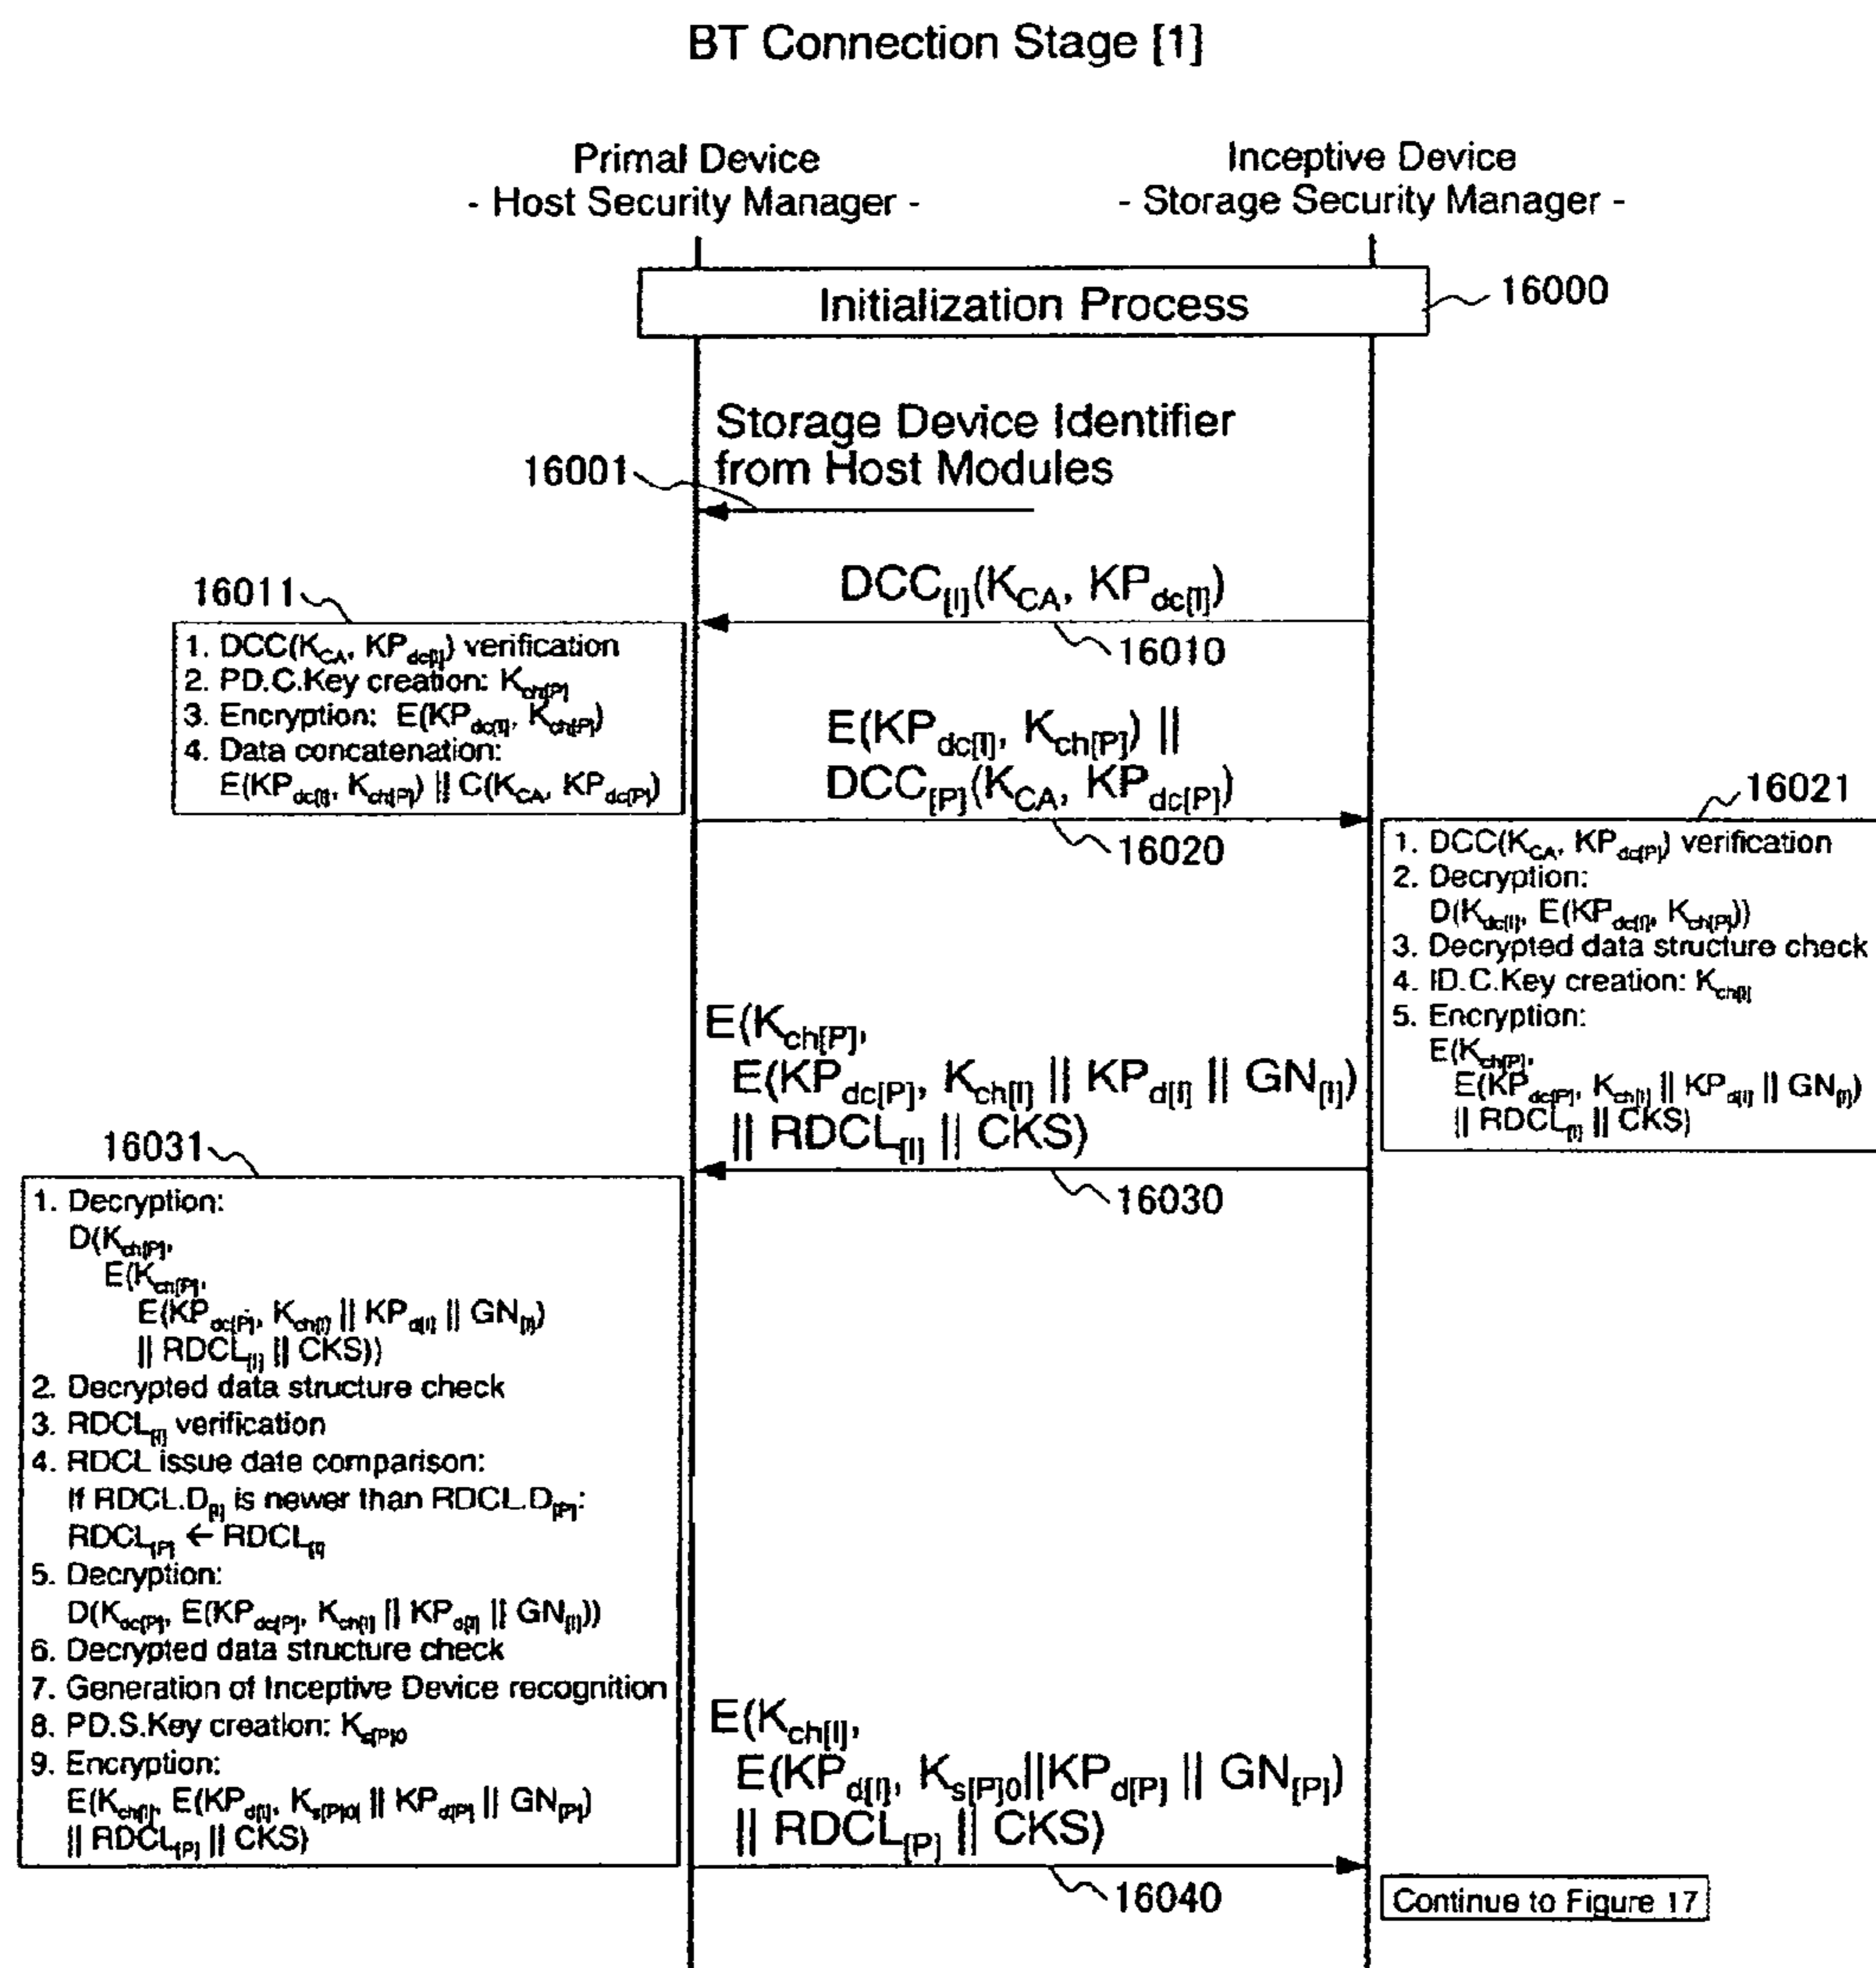 BT Connection Stage [1]
Primal Device
- Host Security Manager -
Inceptive Device
- Storage Security Manager -
Initialization Process
16000
Storage Device Identifier
from Host Modules
16001
DCC[I](KCA, KPdc[I])
16010
16011
1. DCC(KCA, KPdc[I]) verification
2. PD.C.Key creation: Kch[P]
3. Encryption: E(KPdc[I], Kch[P])
4. Data concatenation:
E(KPdc[I], Kch[P]) || C(KCA, KPdc[P])
E(KPdc[I], Kch[P]) ||
DCC[P](KCA, KPdc[P])
16020
16021
1. DCC(KCA, KPdc[P]) verification
2. Decryption:
D(Kdc[I], E(KPdc[I], Kch[P]))
3. Decrypted data structure check
4. ID.C.Key creation: Kch[I]
5. Encryption:
E(Kch[P],
E(KPdc[P], Kch[I] || KPd[I] || GN[I])
|| RDCL[I] || CKS)
E(Kch[P],
E(KPdc[P], Kch[I] || KPd[I] || GN[I])
|| RDCL[I] || CKS)
16030
16031
1. Decryption:
D(Kch[P],
E(Kch[P],
E(KPdc[P], Kch[I] || KPd[I] || GN[I])
|| RDCL[I] || CKS))
2. Decrypted data structure check
3. RDCL[I] verification
4. RDCL issue date comparison:
If RDCL.D[I] is newer than RDCL.D[P]:
RDCL[P] ← RDCL[I]
5. Decryption:
D(Kdc[P], E(KPdc[P], Kch[I] || KPd[I] || GN[I]))
6. Decrypted data structure check
7. Generation of Inceptive Device recognition
8. PD.S.Key creation: Ks[P]0
9. Encryption:
E(Kch[I], E(KPd[I], Ks[P]0 || KPd[P] || GN[P])
|| RDCL[P] || CKS)
E(Kch[I],
E(KPd[I], Ks[P]0||KPd[P] || GN[P])
|| RDCL[P] || CKS)
16040
Continue to Figure 17